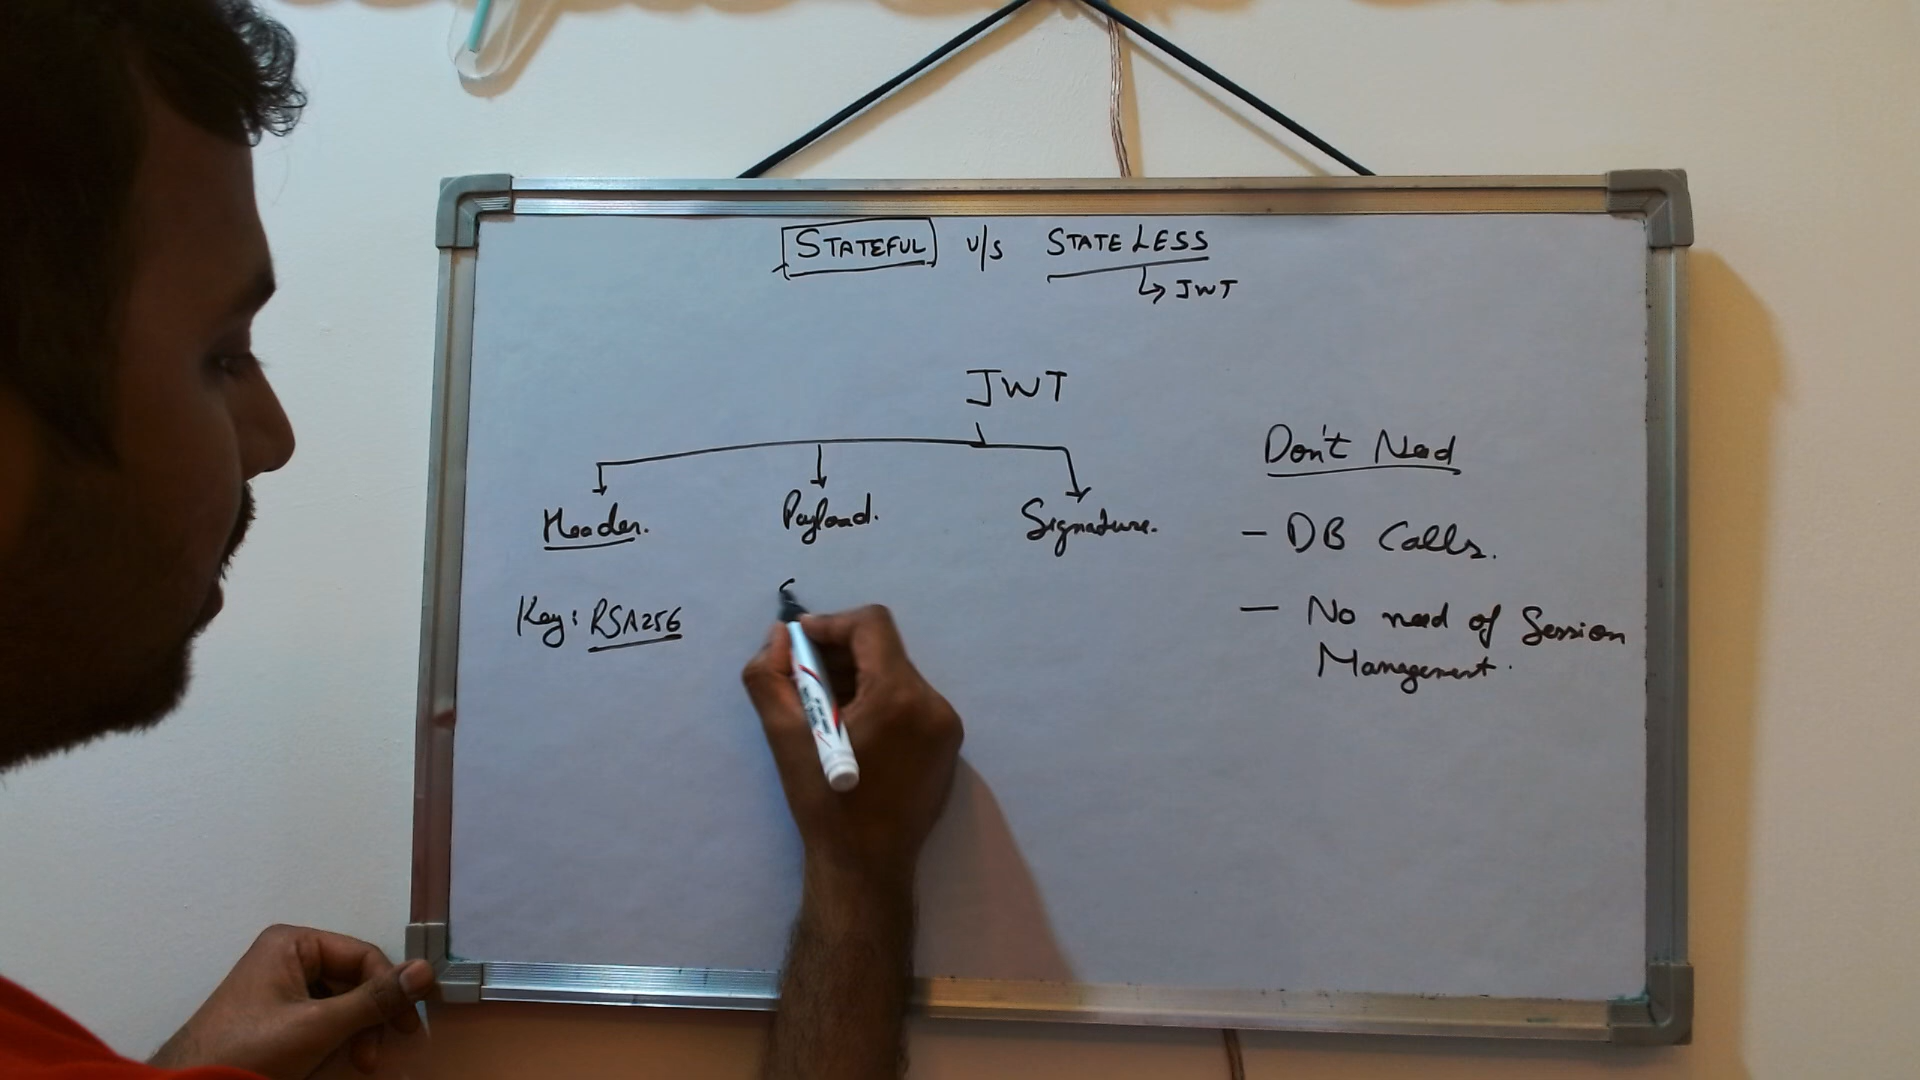 STATEFUL v/s STATELESS
↳ JWT
JWT
Header. Payload. Signature.
Key: RSA256
Don't Need
- DB Calls.
- No need of Session
Management.